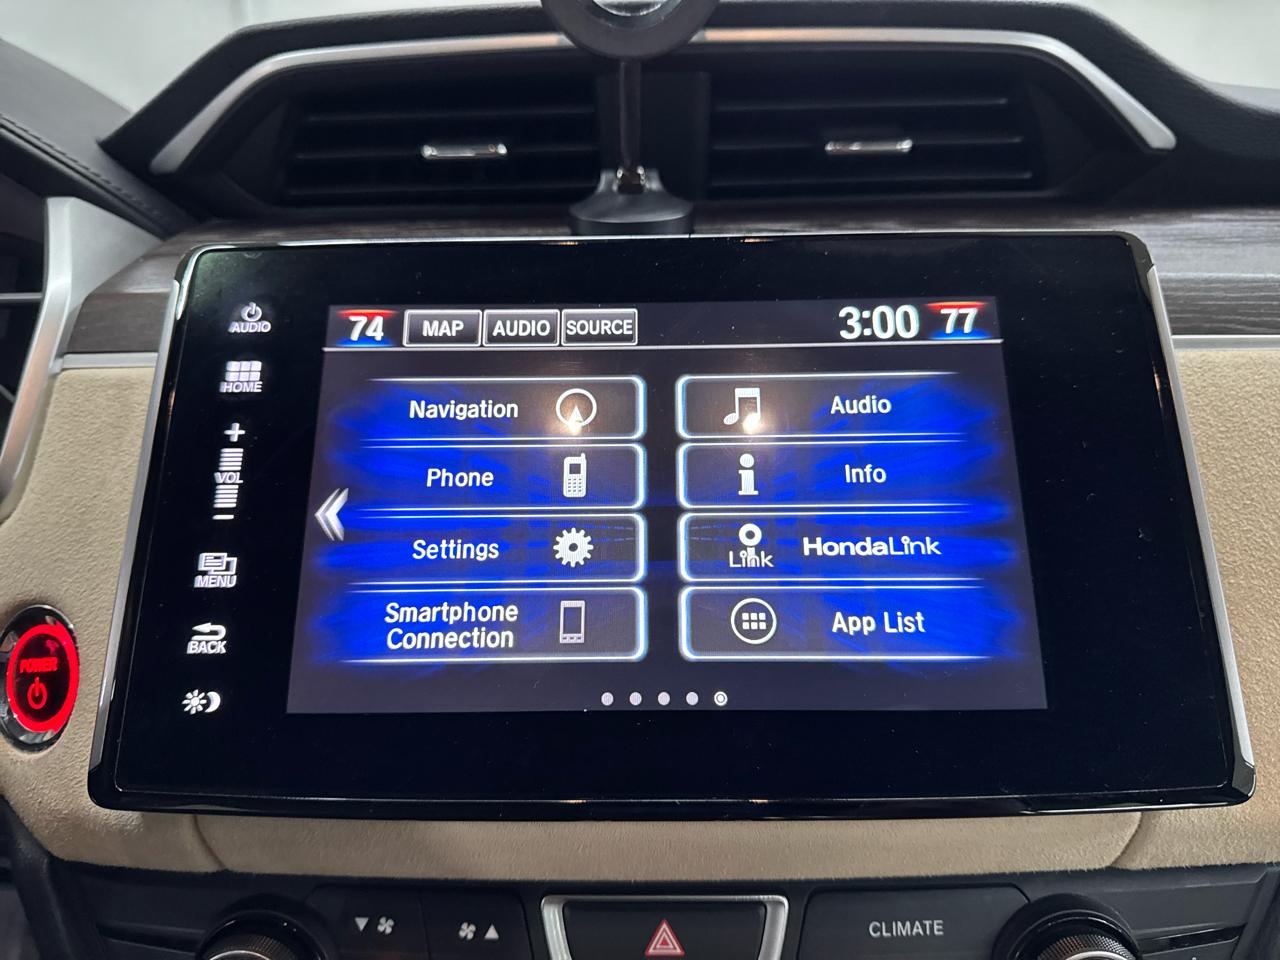 74 MAP AUDIO SOURCE 3:00 77
AUDIO
HOME
+
VOL
−
MENU
BACK
POWER
Navigation
Audio
Phone
Info
Settings
Link HondaLink
Smartphone
Connection
App List
CLIMATE